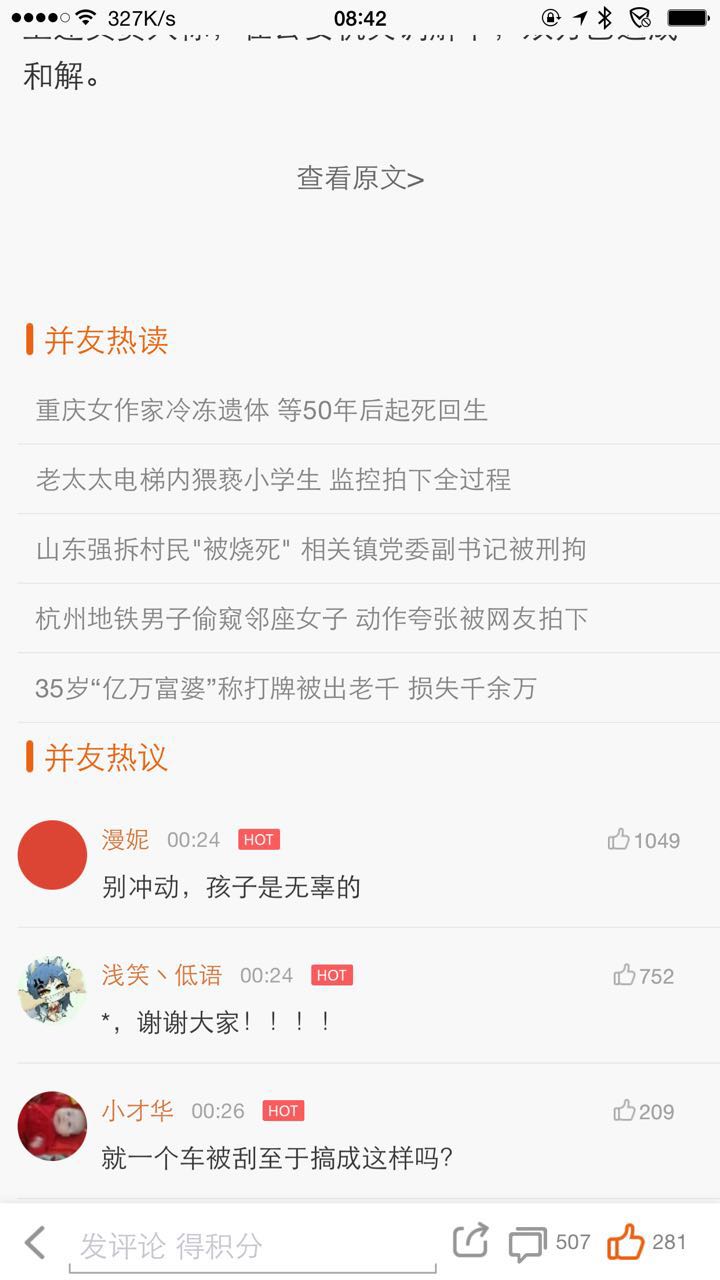 327K/s 08:42
和解。
查看原文>
并友热读
重庆女作家冷冻遗体 等50年后起死回生
老太太电梯内猥亵小学生 监控拍下全过程
山东强拆村民"被烧死" 相关镇党委副书记被刑拘
杭州地铁男子偷窥邻座女子 动作夸张被网友拍下
35岁“亿万富婆”称打牌被出老千 损失千余万
并友热议
漫妮 00:24 HOT 1049
别冲动，孩子是无辜的
浅笑丶低语 00:24 HOT 752
*，谢谢大家！！！！
小才华 00:26 HOT 209
就一个车被刮至于搞成这样吗？
发评论 得积分 507 281